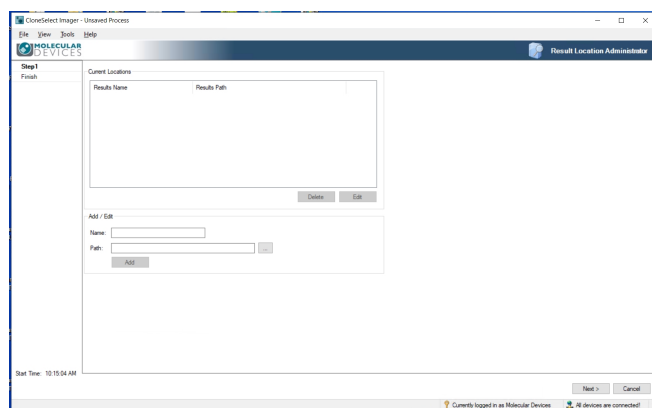 CloneSelect Imager - Unsaved Process
File View Tools Help
MOLECULAR
DEVICES
Result Location Administrator
Step1
Finish
Current Locations
Results Name Results Path
Delete Edit
Add / Edit
Name:
Path: ...
Add
Start Time: 10:15:04 AM
Next > Cancel
Currently logged in as Molecular Devices All devices are connected!